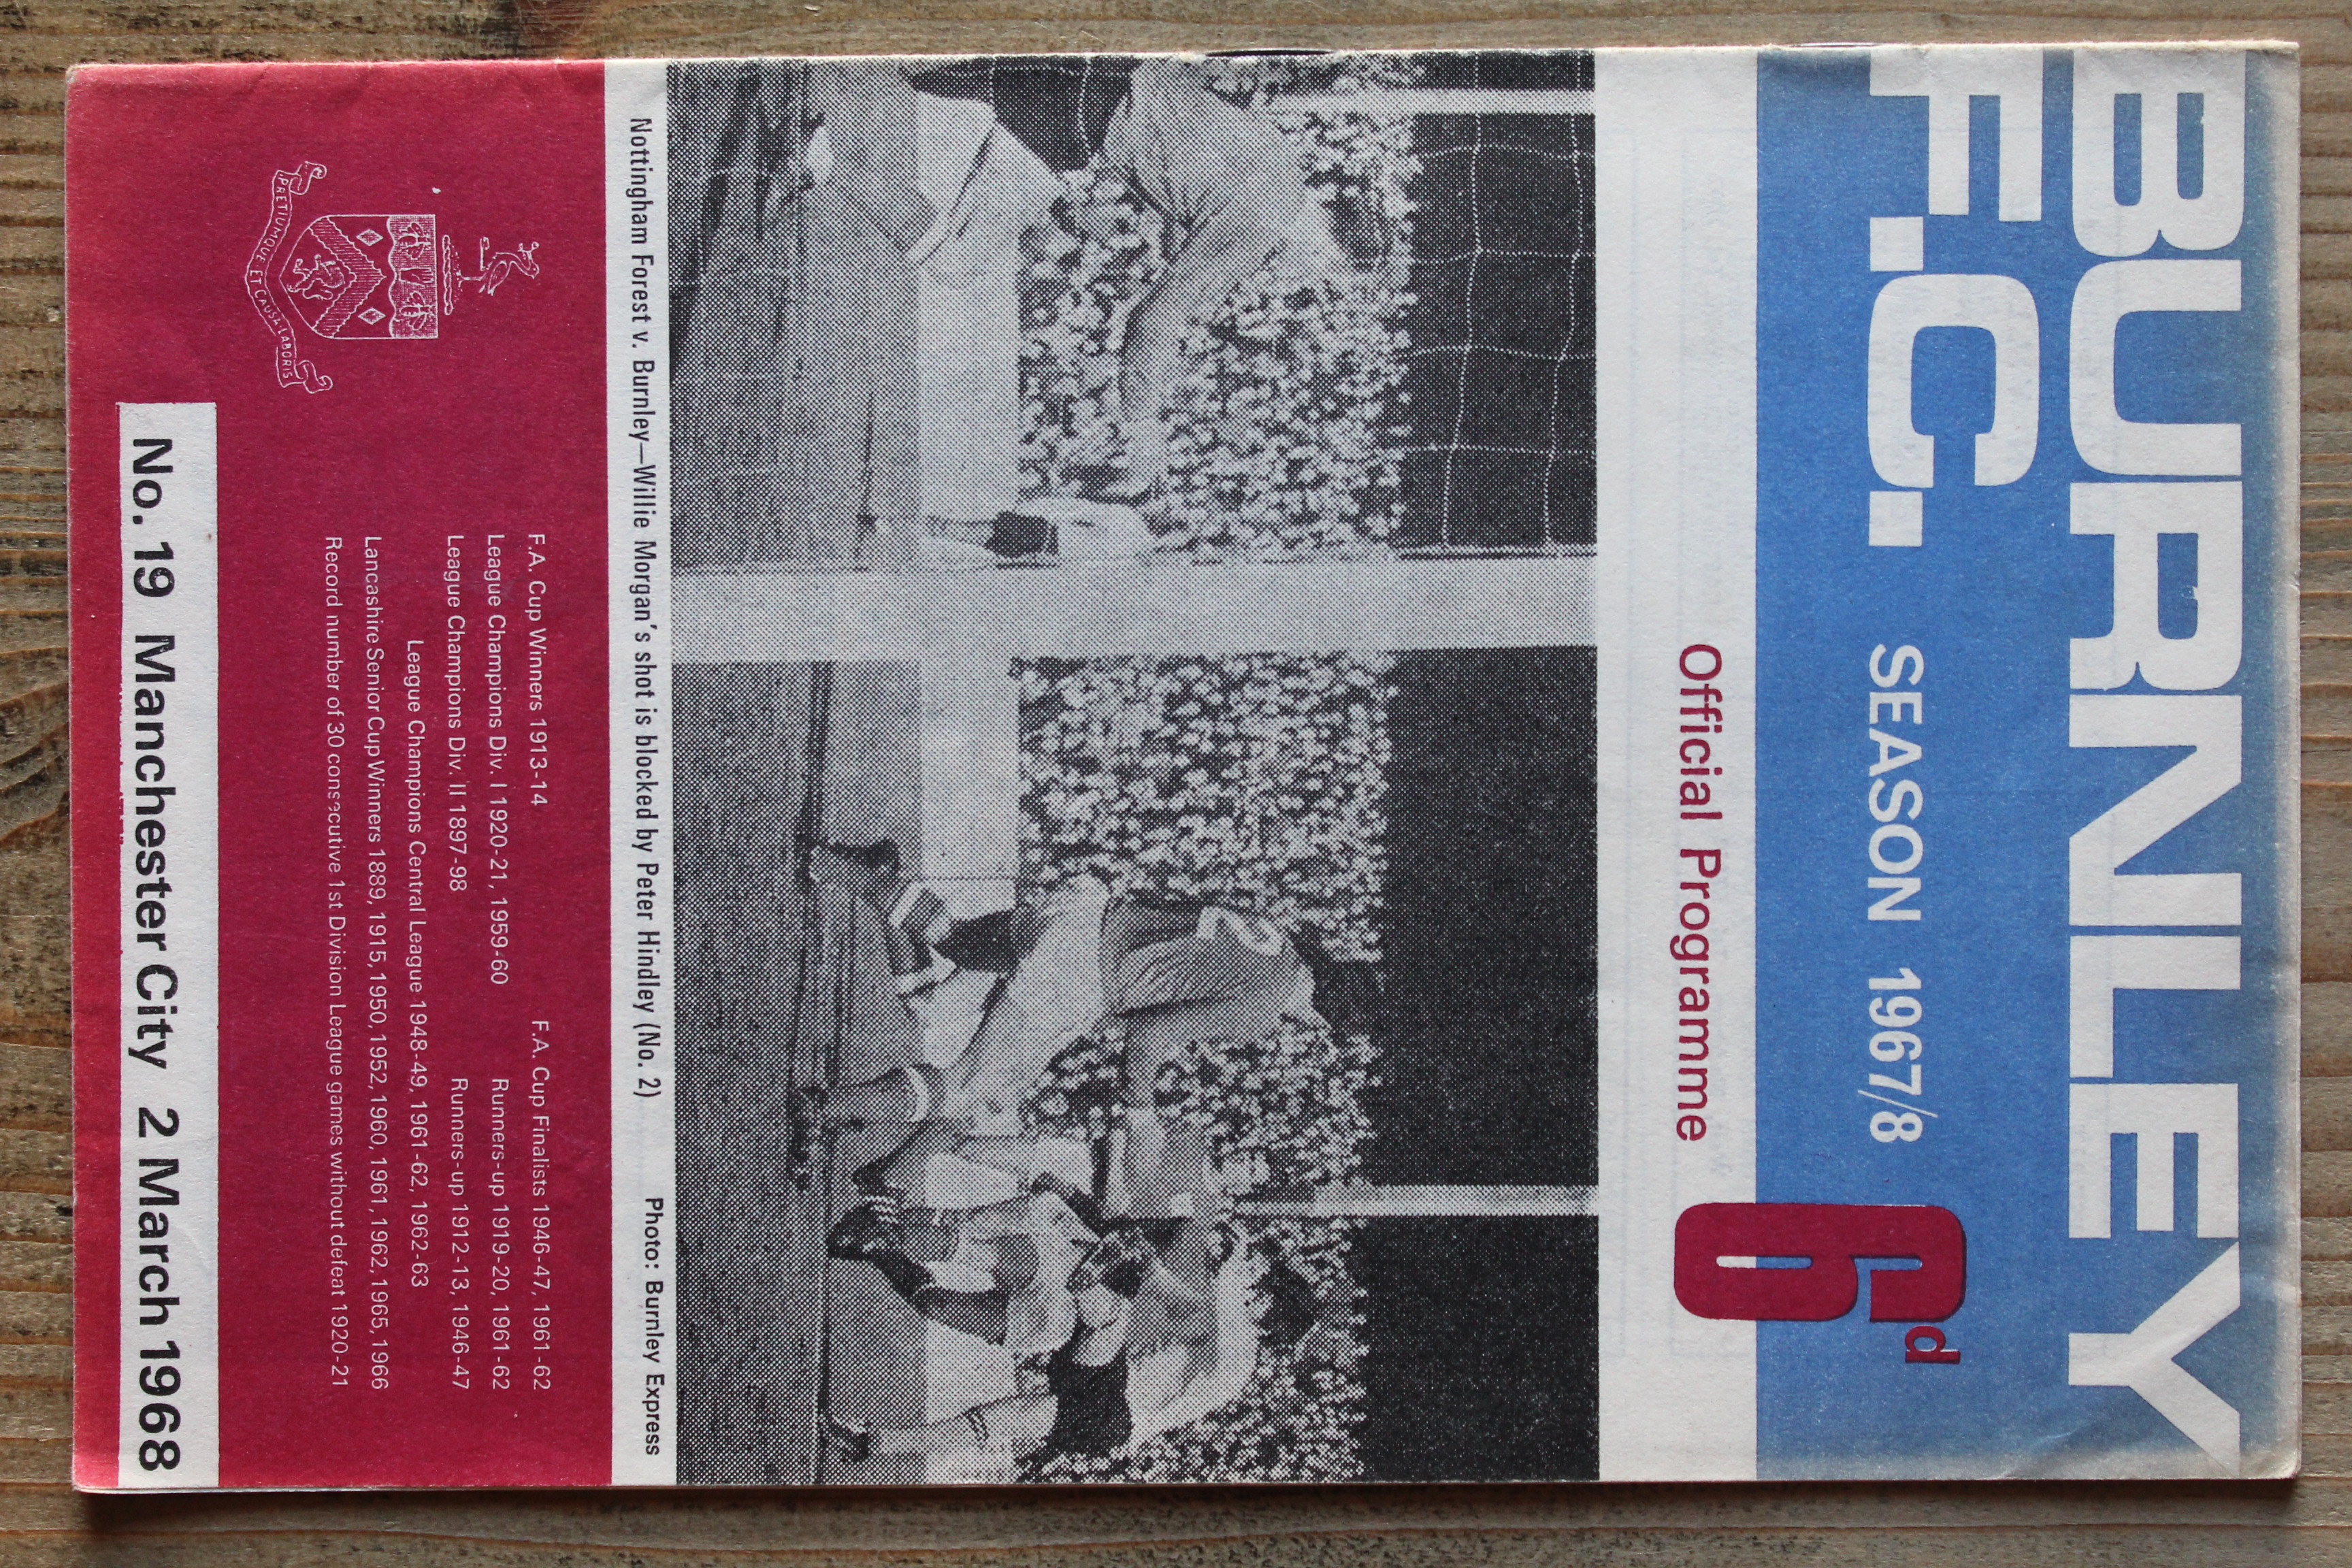 BURNLEY
F.C. SEASON 1967/8
6d
Official Programme
Nottingham Forest v. Burnley—Willie Morgan's shot is blocked by Peter Hindley (No. 2) Photo: Burnley Express
F.A. Cup Winners 1913-14 F.A. Cup Finalists 1946-47, 1961-62
League Champions Div. I 1920-21, 1959-60 Runners-up 1919-20, 1961-62
League Champions Div. II 1897-98 Runners-up 1912-13, 1946-47
League Champions Central League 1948-49, 1961-62, 1962-63
Lancashire Senior Cup Winners 1889, 1915, 1950, 1952, 1960, 1961, 1962, 1965, 1966
Record number of 30 consecutive 1st Division League games without defeat 1920-21
PRETIUMQUE ET CAUSA LABORIS
No. 19 Manchester City 2 March 1968